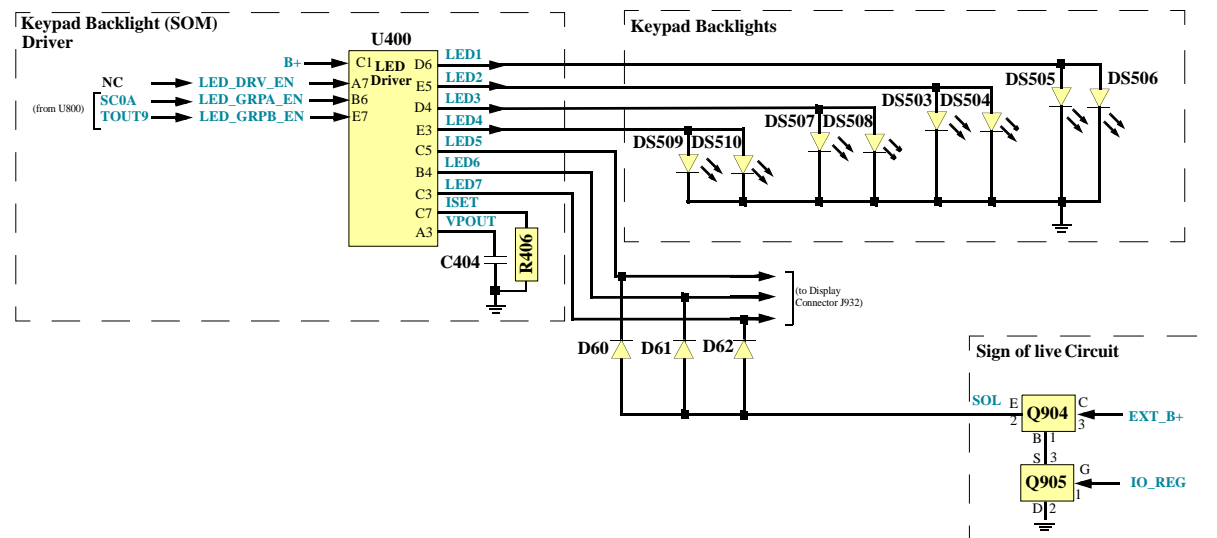 Keypad Backlight (SOM)
Driver
U400
LED
Driver
B+
C1
NC
LED_DRV_EN
A7
(from U800)
SC0A
LED_GRPA_EN
B6
TOUT9
LED_GRPB_EN
E7
D6
LED1
E5
LED2
D4
LED3
E3
LED4
C5
LED5
B4
LED6
C3
LED7
C7
ISET
A3
VPOUT
C404
R406
Keypad Backlights
DS505
DS506
DS503
DS504
DS507
DS508
DS509
DS510
(to Display
Connector J932)
D60
D61
D62
Sign of live Circuit
SOL
E
2
Q904
C
3
EXT_B+
B
1
S
3
Q905
G
1
IO_REG
D
2